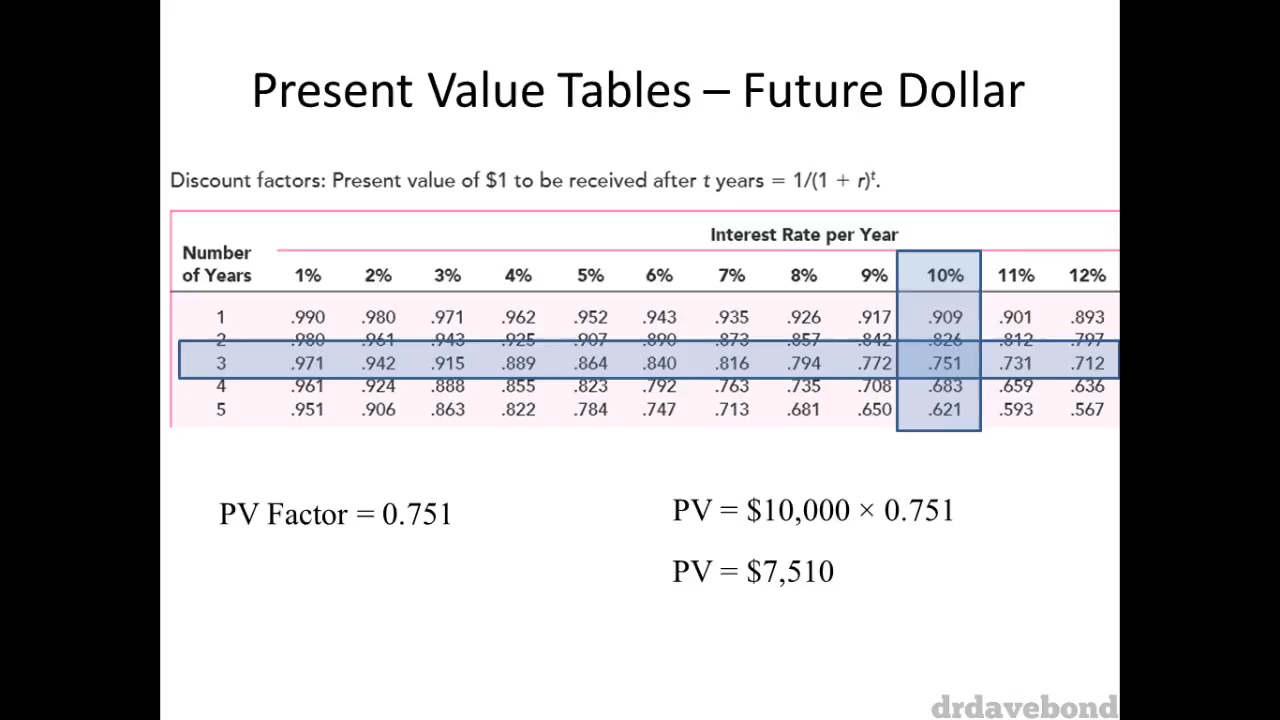 Present Value Tables – Future Dollar
Discount factors: Present value of $1 to be received after t years = 1/(1 + r)ᵗ.
Interest Rate per Year
Number
of Years 1% 2% 3% 4% 5% 6% 7% 8% 9% 10% 11% 12%
1 .990 .980 .971 .962 .952 .943 .935 .926 .917 .909 .901 .893
2 .980 .961 .943 .925 .907 .890 .873 .857 .842 .826 .812 .797
3 .971 .942 .915 .889 .864 .840 .816 .794 .772 .751 .731 .712
4 .961 .924 .888 .855 .823 .792 .763 .735 .708 .683 .659 .636
5 .951 .906 .863 .822 .784 .747 .713 .681 .650 .621 .593 .567
PV Factor = 0.751
PV = $10,000 × 0.751
PV = $7,510
drdavebond